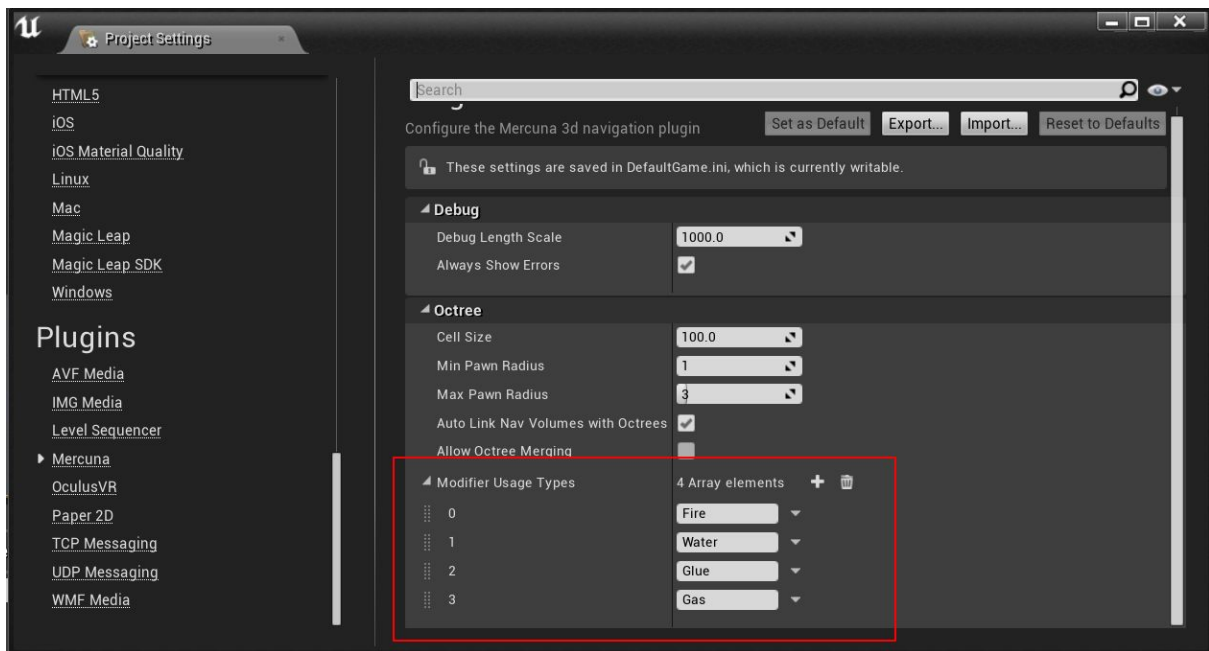 Project Settings
HTML5
iOS
iOS Material Quality
Linux
Mac
Magic Leap
Magic Leap SDK
Windows
Plugins
AVF Media
IMG Media
Level Sequencer
Mercuna
OculusVR
Paper 2D
TCP Messaging
UDP Messaging
WMF Media
Search
Configure the Mercuna 3d navigation plugin
Set as Default Export... Import... Reset to Defaults
These settings are saved in DefaultGame.ini, which is currently writable.
Debug
Debug Length Scale 1000.0
Always Show Errors
Octree
Cell Size 100.0
Min Pawn Radius 1
Max Pawn Radius 3
Auto Link Nav Volumes with Octrees
Allow Octree Merging
Modifier Usage Types 4 Array elements
0 Fire
1 Water
2 Glue
3 Gas